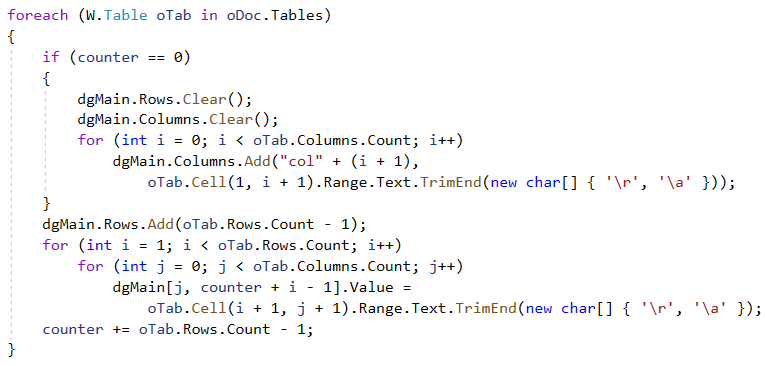 foreach (W.Table oTab in oDoc.Tables)
{
    if (counter == 0)
    {
        dgMain.Rows.Clear();
        dgMain.Columns.Clear();
        for (int i = 0; i < oTab.Columns.Count; i++)
            dgMain.Columns.Add("col" + (i + 1),
                oTab.Cell(1, i + 1).Range.Text.TrimEnd(new char[] { '\r', '\a' }));
    }
    dgMain.Rows.Add(oTab.Rows.Count - 1);
    for (int i = 1; i < oTab.Rows.Count; i++)
        for (int j = 0; j < oTab.Columns.Count; j++)
            dgMain[j, counter + i - 1].Value =
                oTab.Cell(i + 1, j + 1).Range.Text.TrimEnd(new char[] { '\r', '\a' });
    counter += oTab.Rows.Count - 1;
}